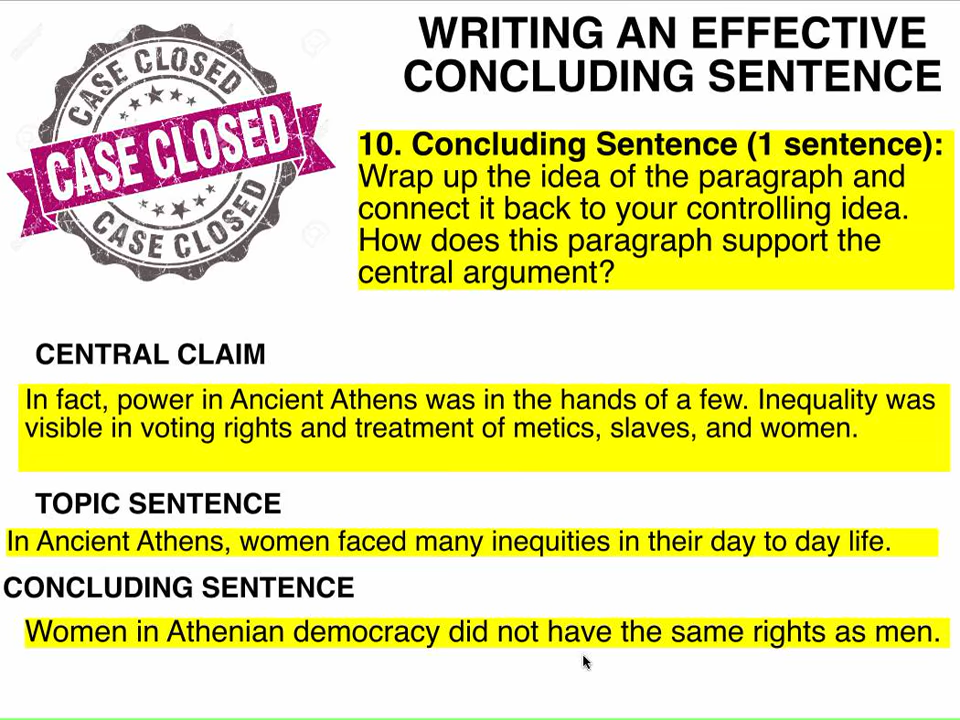 CASE CLOSED
CASE CLOSED
CASE CLOSED
WRITING AN EFFECTIVE
CONCLUDING SENTENCE
10. Concluding Sentence (1 sentence):
Wrap up the idea of the paragraph and
connect it back to your controlling idea.
How does this paragraph support the
central argument?
CENTRAL CLAIM
In fact, power in Ancient Athens was in the hands of a few. Inequality was
visible in voting rights and treatment of metics, slaves, and women.
TOPIC SENTENCE
In Ancient Athens, women faced many inequities in their day to day life.
CONCLUDING SENTENCE
Women in Athenian democracy did not have the same rights as men.